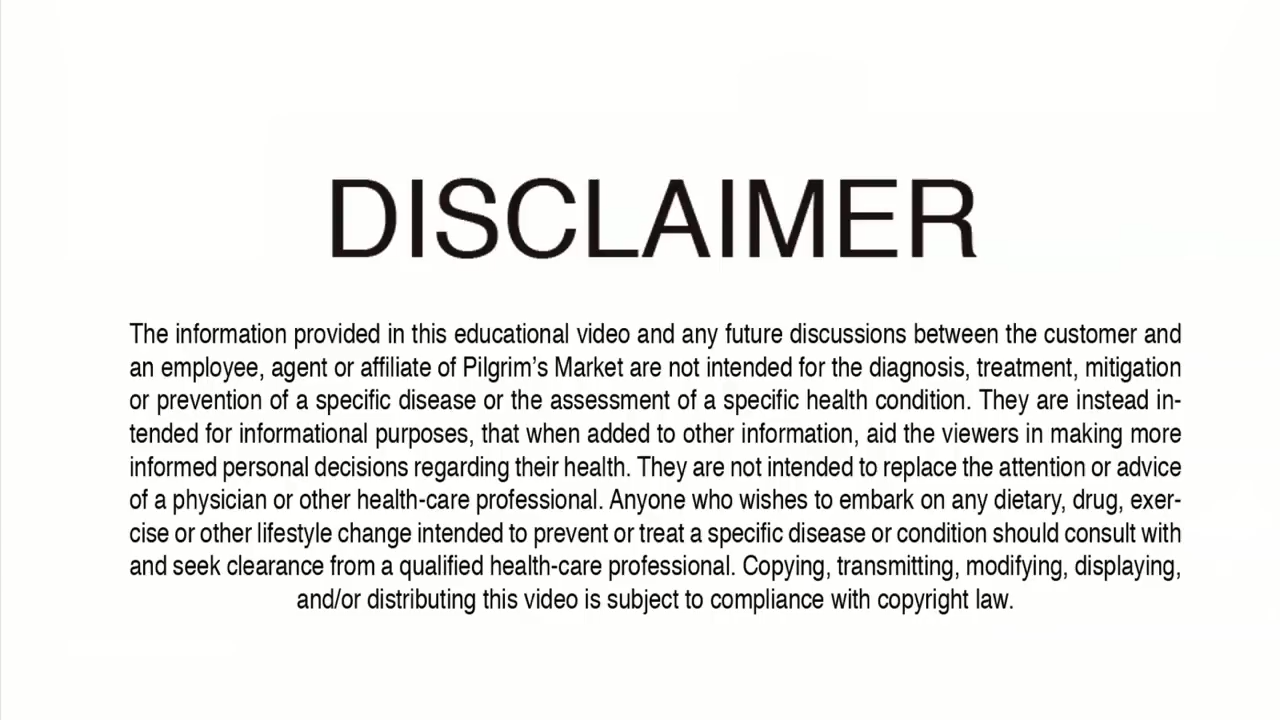 DISCLAIMER
The information provided in this educational video and any future discussions between the customer and
an employee, agent or affiliate of Pilgrim’s Market are not intended for the diagnosis, treatment, mitigation
or prevention of a specific disease or the assessment of a specific health condition. They are instead in-
tended for informational purposes, that when added to other information, aid the viewers in making more
informed personal decisions regarding their health. They are not intended to replace the attention or advice
of a physician or other health-care professional. Anyone who wishes to embark on any dietary, drug, exer-
cise or other lifestyle change intended to prevent or treat a specific disease or condition should consult with
and seek clearance from a qualified health-care professional. Copying, transmitting, modifying, displaying,
and/or distributing this video is subject to compliance with copyright law.